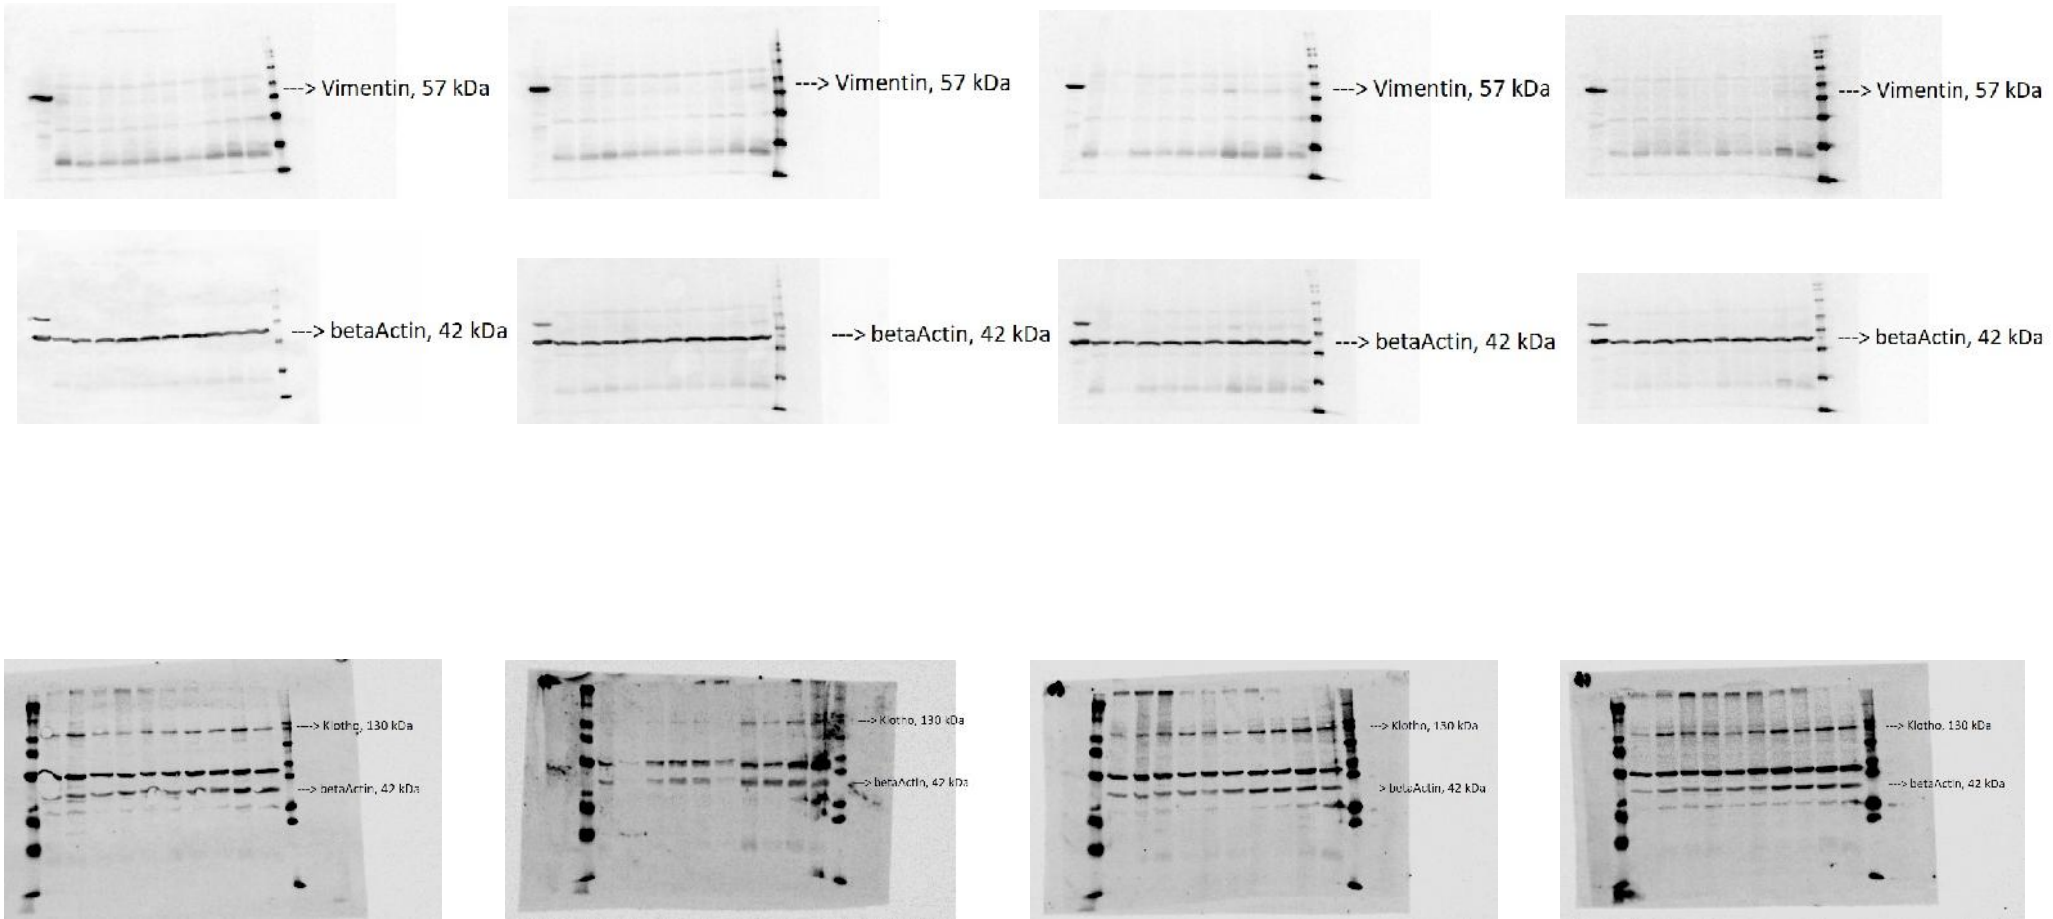 ---> Vimentin, 57 kDa
---> Vimentin, 57 kDa
---> Vimentin, 57 kDa
---> Vimentin, 57 kDa
---> betaActin, 42 kDa
---> betaActin, 42 kDa
---> betaActin, 42 kDa
---> betaActin, 42 kDa
---> Klotho, 130 kDa
---> Klotho, 130 kDa
---> Klotho, 130 kDa
---> Klotho, 130 kDa
---> betaActin, 42 kDa
---> betaActin, 42 kDa
> betaActin, 42 kDa
---> betaActin, 42 kDa